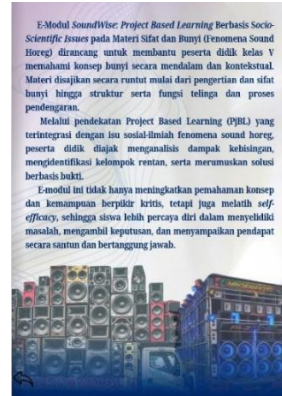 E-Modul SoundWise: Project Based Learning Berbasis Socio-
Scientific Issues pada Materi Sifat dan Bunyi (Fenomena Sound
Horeg) dirancang untuk membantu peserta didik kelas V
memahami konsep bunyi secara mendalam dan kontekstual.
Materi disajikan secara runtut mulai dari pengertian dan sifat
bunyi hingga struktur serta fungsi telinga dan proses
pendengaran.
Melalui pendekatan Project Based Learning (PjBL) yang
terintegrasi dengan isu sosial-ilmiah fenomena sound horeg,
peserta didik diajak menganalisis dampak kebisingan,
mengidentifikasi kelompok rentan, serta merumuskan solusi
berbasis bukti.
E-modul ini tidak hanya meningkatkan pemahaman konsep
dan kemampuan berpikir kritis, tetapi juga melatih self-
efficacy, sehingga siswa lebih percaya diri dalam menyelidiki
masalah, mengambil keputusan, dan menyampaikan pendapat
secara santun dan bertanggung jawab.